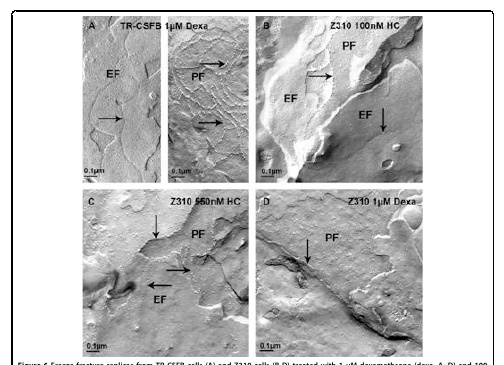 A TR-CSFB 1µM Dexa
EF
PF
0.1µm
0.1µm
B Z310 100nM HC
PF
EF
EF
0.1µm
C Z310 550nM HC
PF
EF
0.1µm
D Z310 1µM Dexa
PF
0.1µm
Figure 6 Freeze-fracture replicas from TR-CSFB cells (A) and Z310 cells (B-D) treated with 1 µM dexamethasone (dexa, A, D) and 100